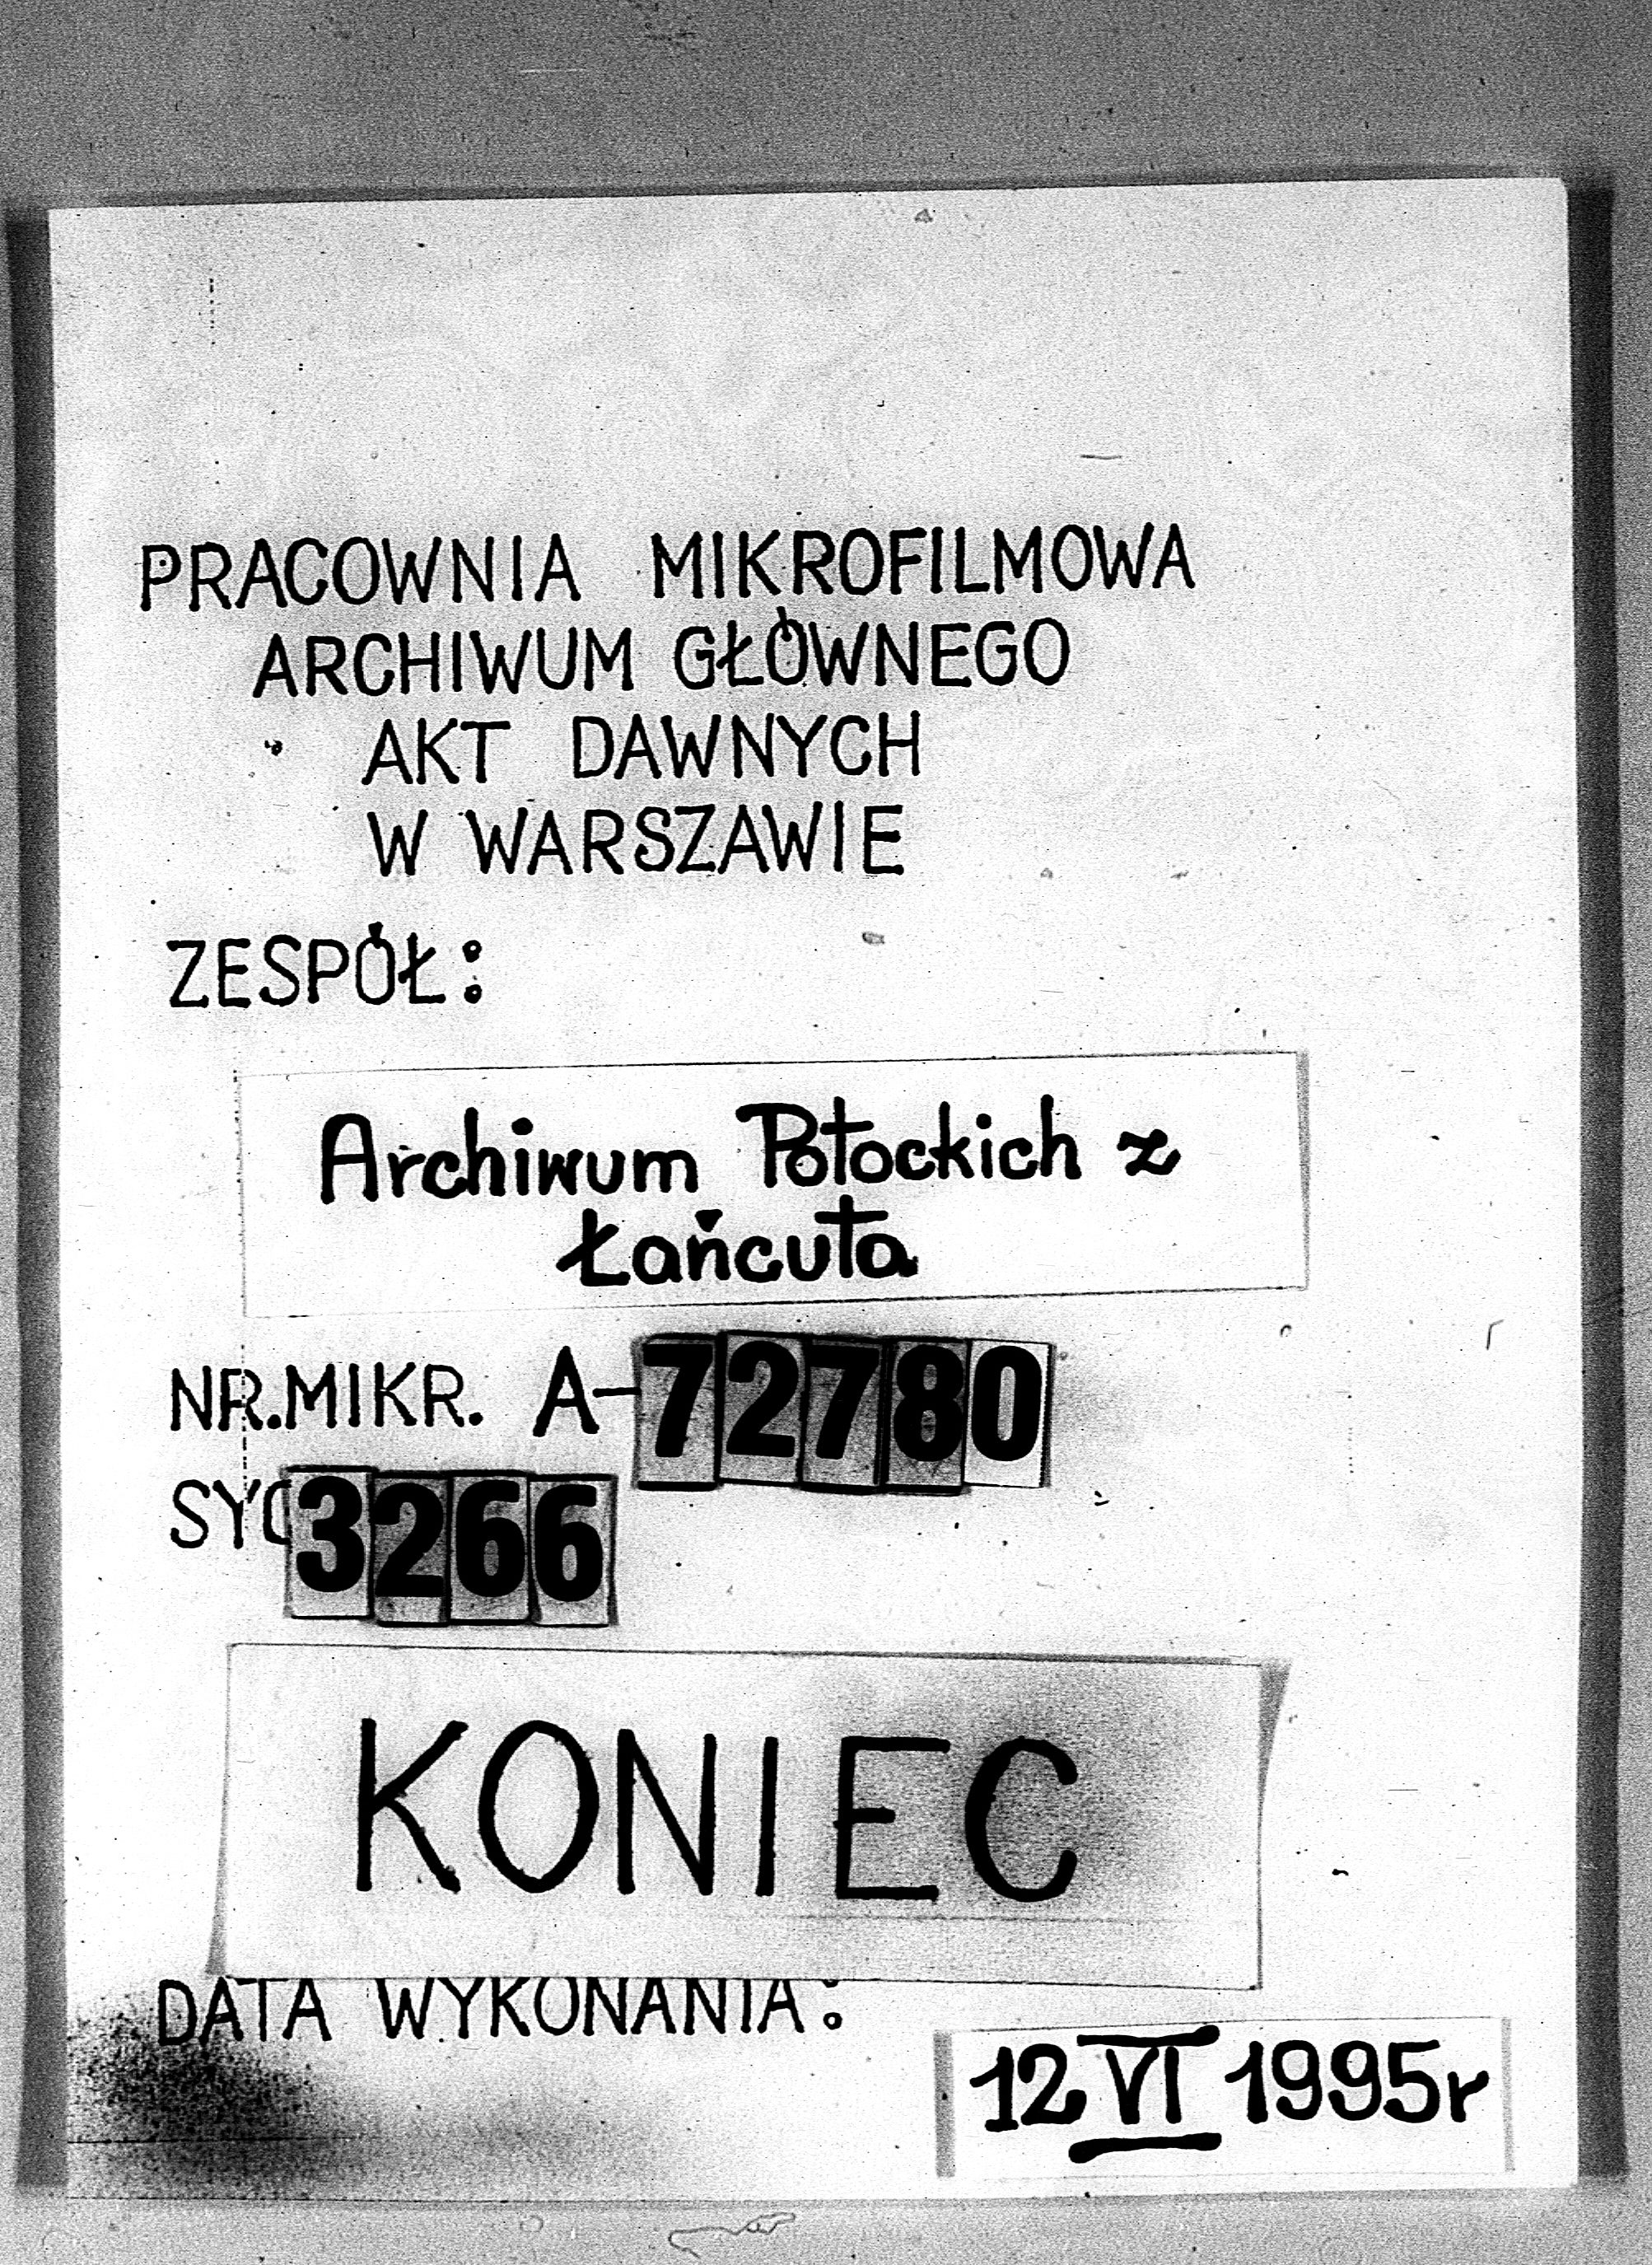 PRACOWNIA MIKROFILMOWA
ARCHIWUM GŁÓWNEGO
AKT DAWNYCH
W WARSZAWIE
ZESPÓŁ:
Archiwum Potockich z
Łańcuta
NR.MIKR. A-72780
SYG 3266
KONIEC
DATA WYKONANIA:
12 VI 1995r